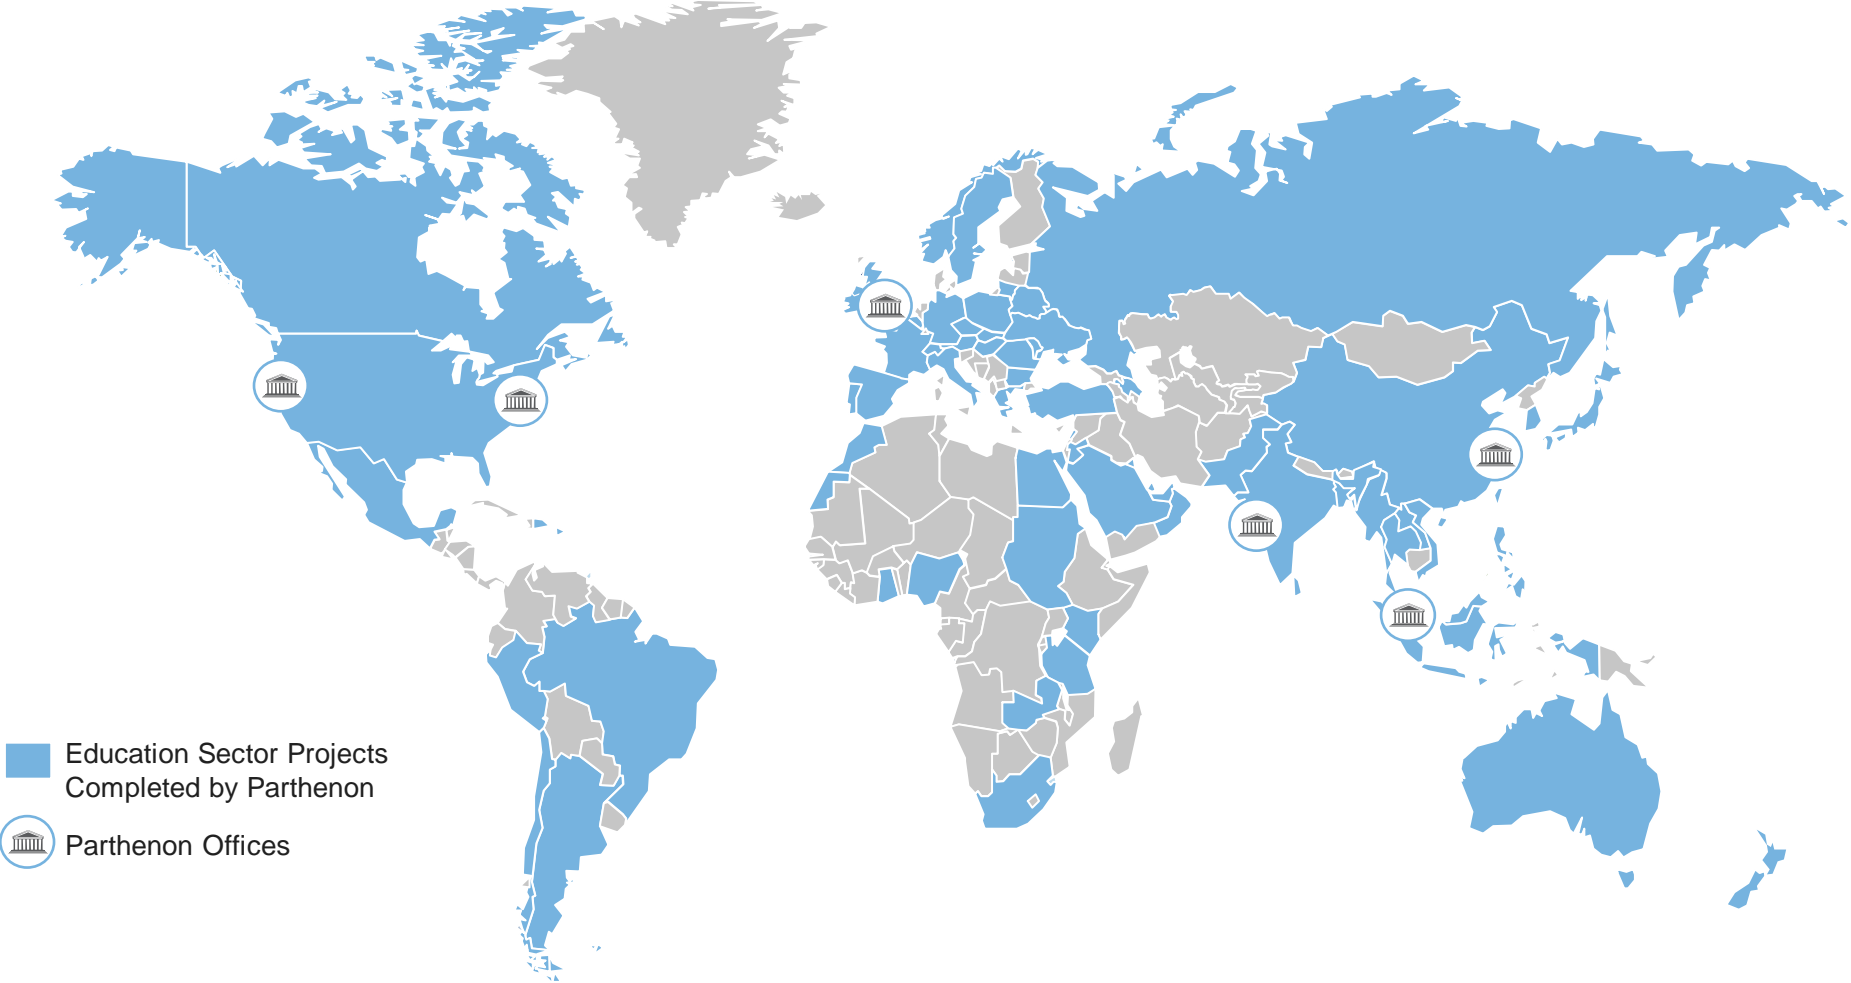 Education Sector Projects
Completed by Parthenon
Parthenon Offices